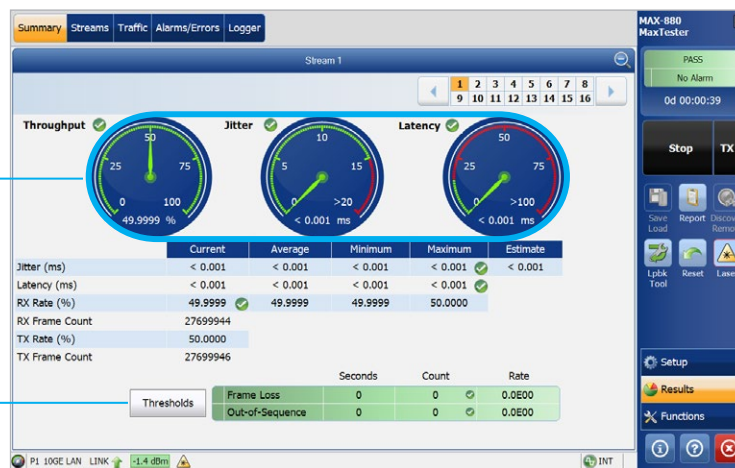 Summary Streams Traffic Alarms/Errors Logger
MAX-880
MaxTester
Stream 1
PASS
No Alarm
1 2 3 4 5 6 7 8
9 10 11 12 13 14 15 16
0d 00:00:39
Throughput Jitter Latency
50 10 50
25 75 5 15 25 75
0 100 0 >20 0 >100
49.9999 % < 0.001 ms < 0.001 ms
Stop TX
Save Report
Load
Lpbk Reset
Tool
Current Average Minimum Maximum Estimate
Jitter (ms) < 0.001 < 0.001 < 0.001 < 0.001 < 0.001
Latency (ms) < 0.001 < 0.001 < 0.001 < 0.001
RX Rate (%) 49.9999 49.9999 49.9999 50.0000
RX Frame Count 27699944
TX Rate (%) 50.0000
TX Frame Count 27699946
Seconds Count Rate
Thresholds
Frame Loss 0 0 0.0E00
Out-of-Sequence 0 0 0.0E00
Setup
Results
Functions
P1 10GE LAN LINK -1.4 dBm INT